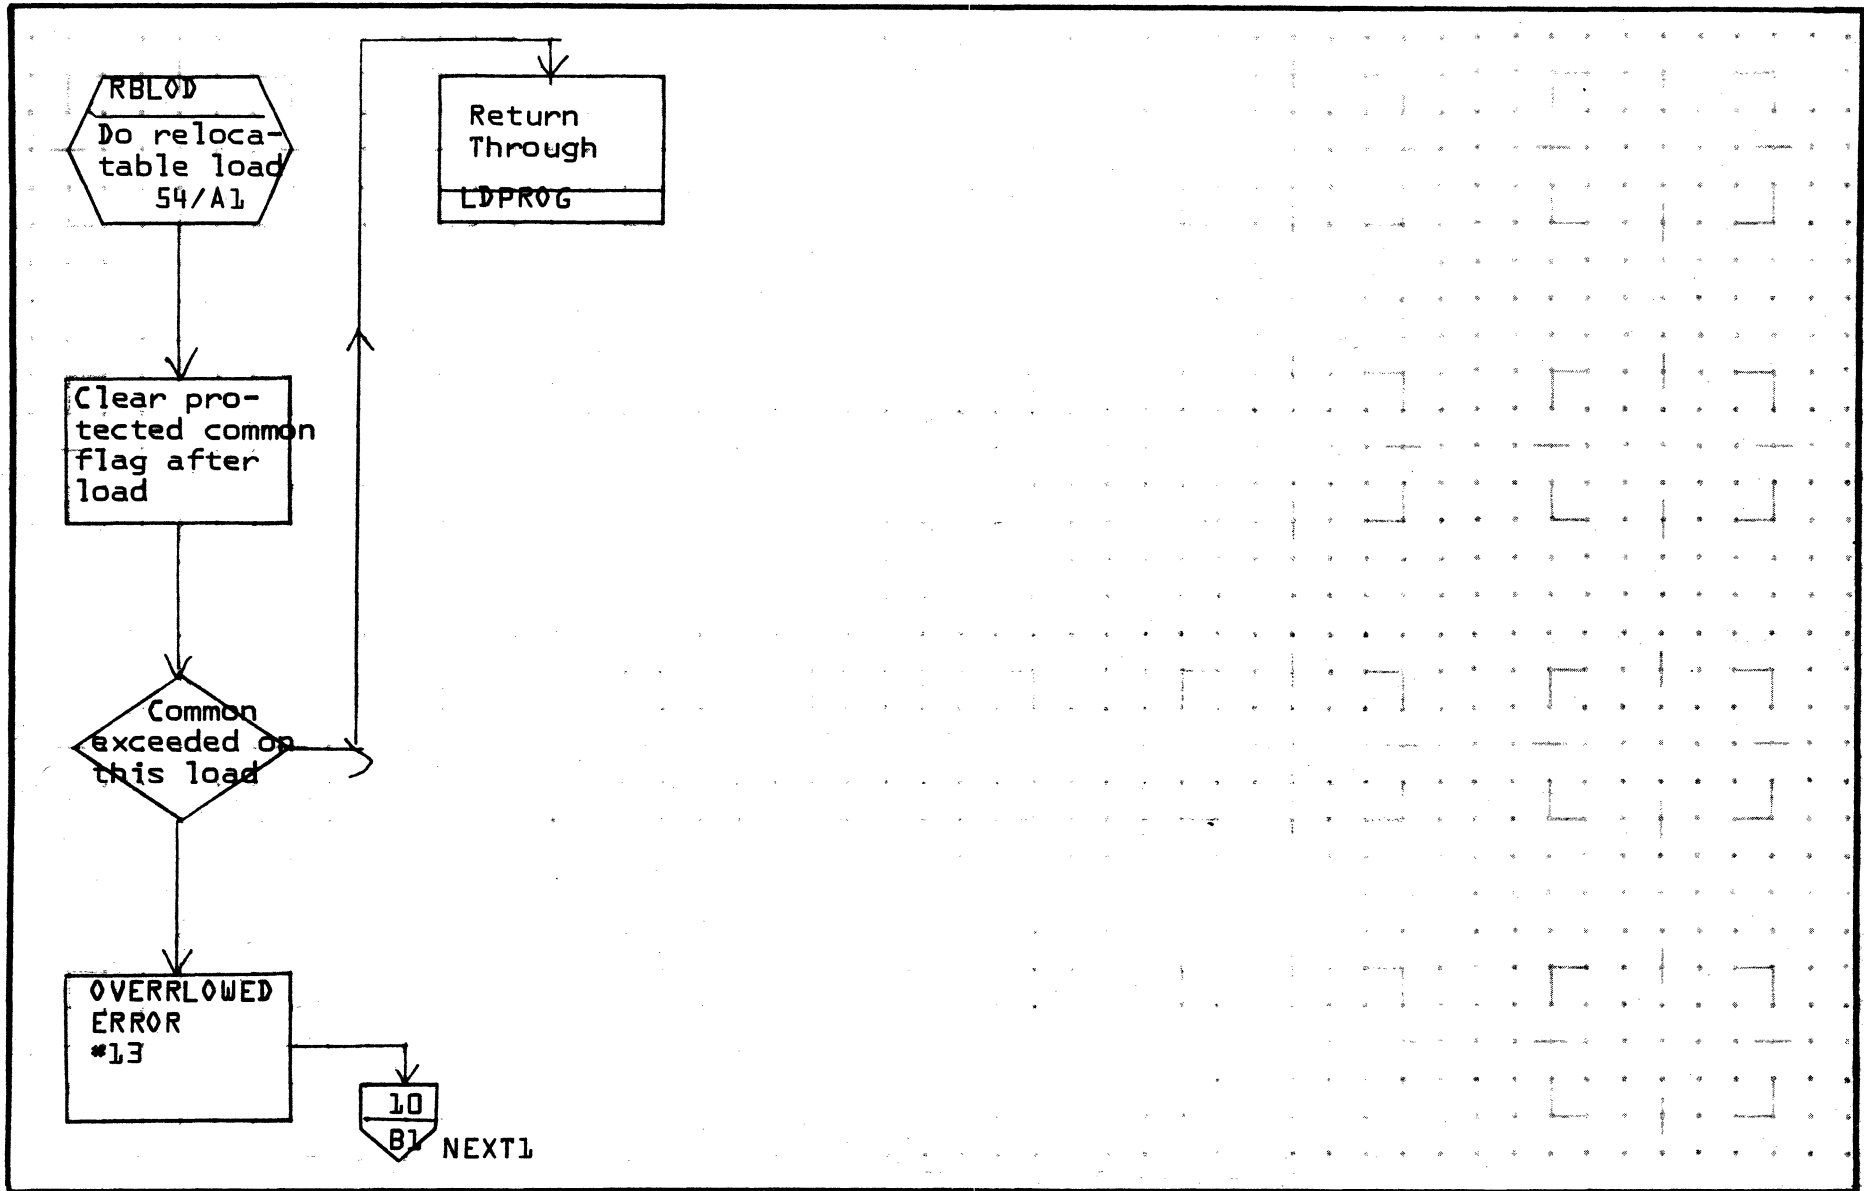 RBLOD
Do reloca-
table load
54/A1
Clear pro-
tected common
flag after
load
Common
exceeded on
this load
OVERRLOWED
ERROR
#13
10
B1
NEXT1
Return
Through
LDPROG